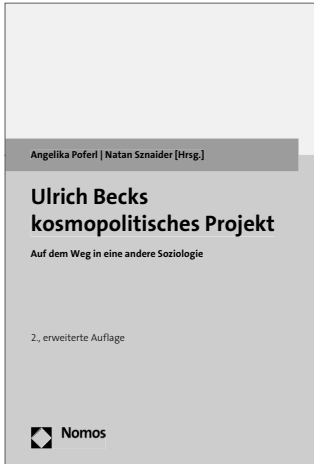 Angelika Poferl | Natan Sznaider [Hrsg.]
Ulrich Becks
kosmopolitisches Projekt
Auf dem Weg in eine andere Soziologie
2., erweiterte Auflage
Nomos